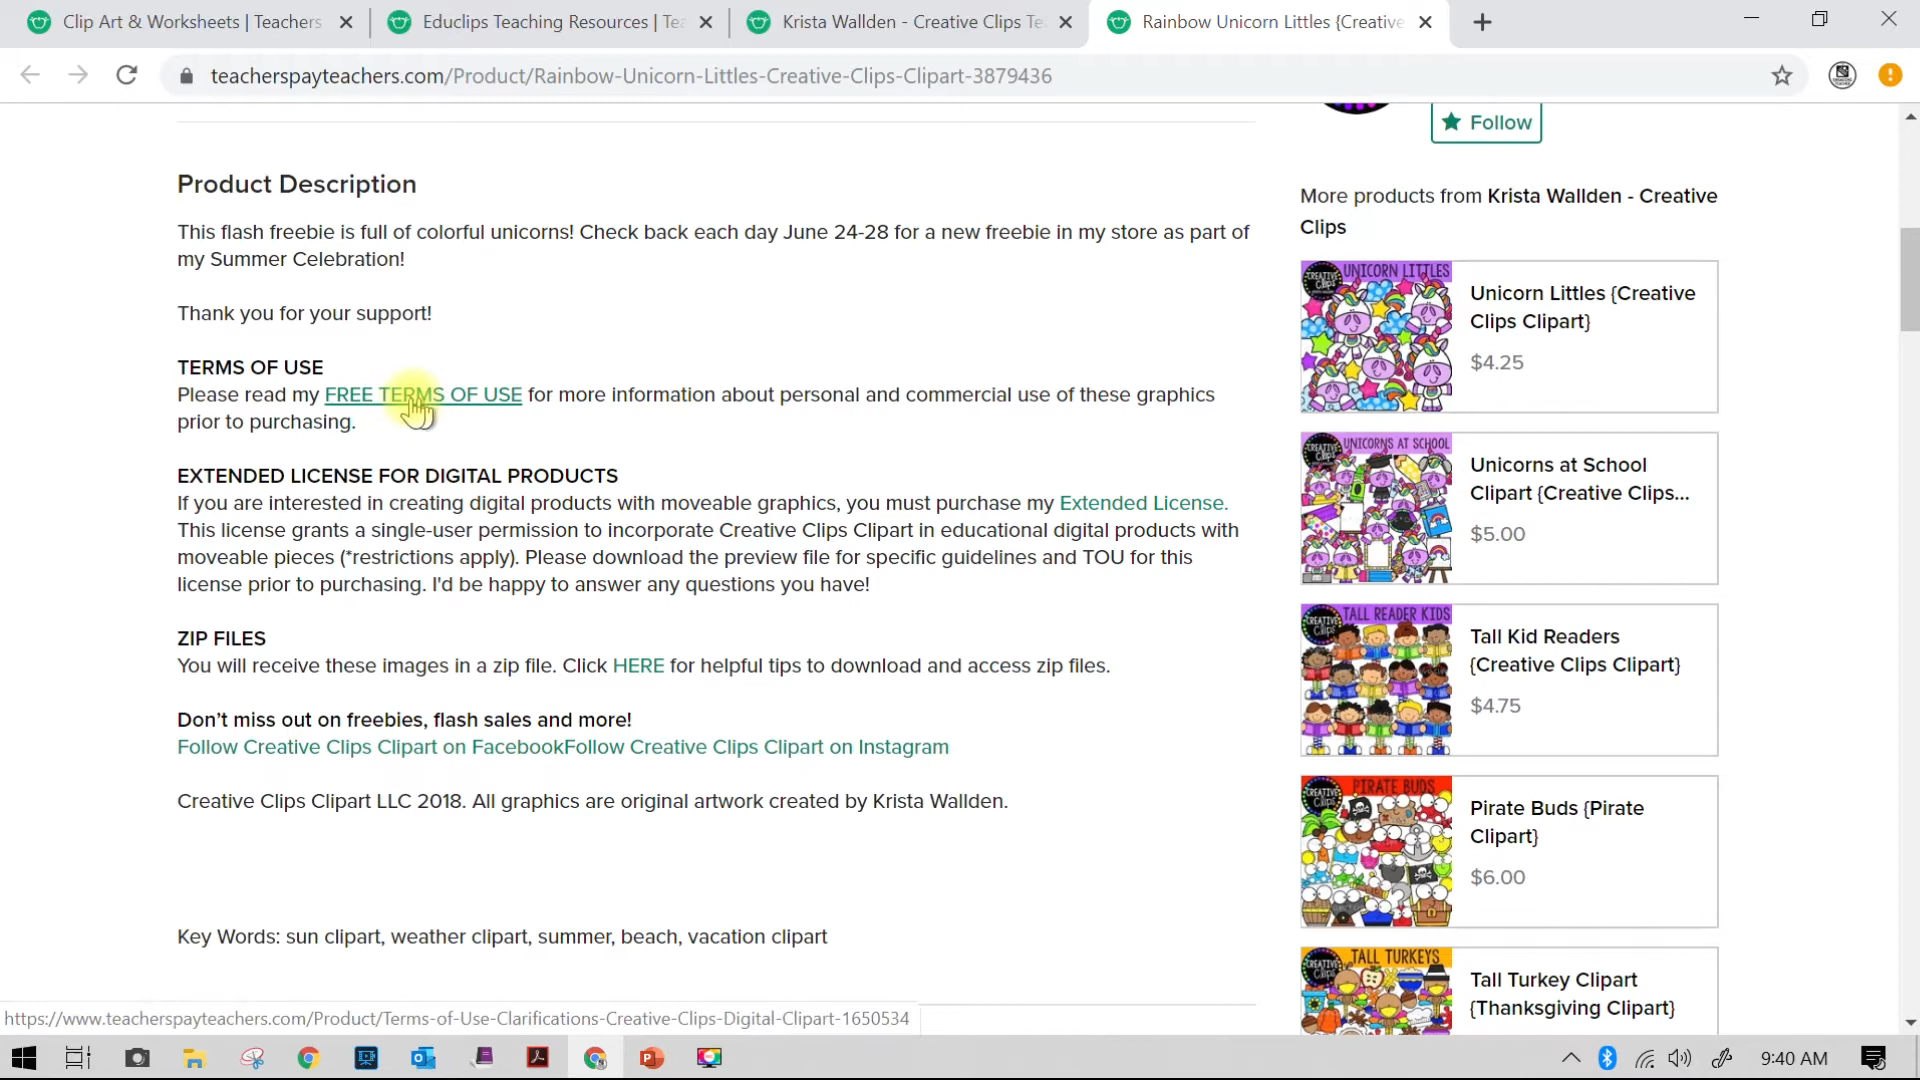 Clip Art & Worksheets | Teachers
Educlips Teaching Resources | Tea
Krista Wallden - Creative Clips Te
Rainbow Unicorn Littles {Creative
teacherspayteachers.com/Product/Rainbow-Unicorn-Littles-Creative-Clips-Clipart-3879436
Follow
Product Description
This flash freebie is full of colorful unicorns! Check back each day June 24-28 for a new freebie in my store as part of
my Summer Celebration!
Thank you for your support!
TERMS OF USE
Please read my FREE TERMS OF USE for more information about personal and commercial use of these graphics
prior to purchasing.
EXTENDED LICENSE FOR DIGITAL PRODUCTS
If you are interested in creating digital products with moveable graphics, you must purchase my Extended License.
This license grants a single-user permission to incorporate Creative Clips Clipart in educational digital products with
moveable pieces (*restrictions apply). Please download the preview file for specific guidelines and TOU for this
license prior to purchasing. I'd be happy to answer any questions you have!
ZIP FILES
You will receive these images in a zip file. Click HERE for helpful tips to download and access zip files.
Don't miss out on freebies, flash sales and more!
Follow Creative Clips Clipart on FacebookFollow Creative Clips Clipart on Instagram
Creative Clips Clipart LLC 2018. All graphics are original artwork created by Krista Wallden.
Key Words: sun clipart, weather clipart, summer, beach, vacation clipart
More products from Krista Wallden - Creative
Clips
CREATIVE Clips
UNICORN LITTLES
Unicorn Littles {Creative
Clips Clipart}
$4.25
CREATIVE Clips
UNICORNS AT SCHOOL
Unicorns at School
Clipart {Creative Clips...
$5.00
CREATIVE Clips
TALL READER KIDS
Tall Kid Readers
{Creative Clips Clipart}
$4.75
CREATIVE Clips
PIRATE BUDS
Pirate Buds {Pirate
Clipart}
$6.00
CREATIVE Clips
TALL TURKEYS
Tall Turkey Clipart
{Thanksgiving Clipart}
https://www.teacherspayteachers.com/Product/Terms-of-Use-Clarifications-Creative-Clips-Digital-Clipart-1650534
9:40 AM